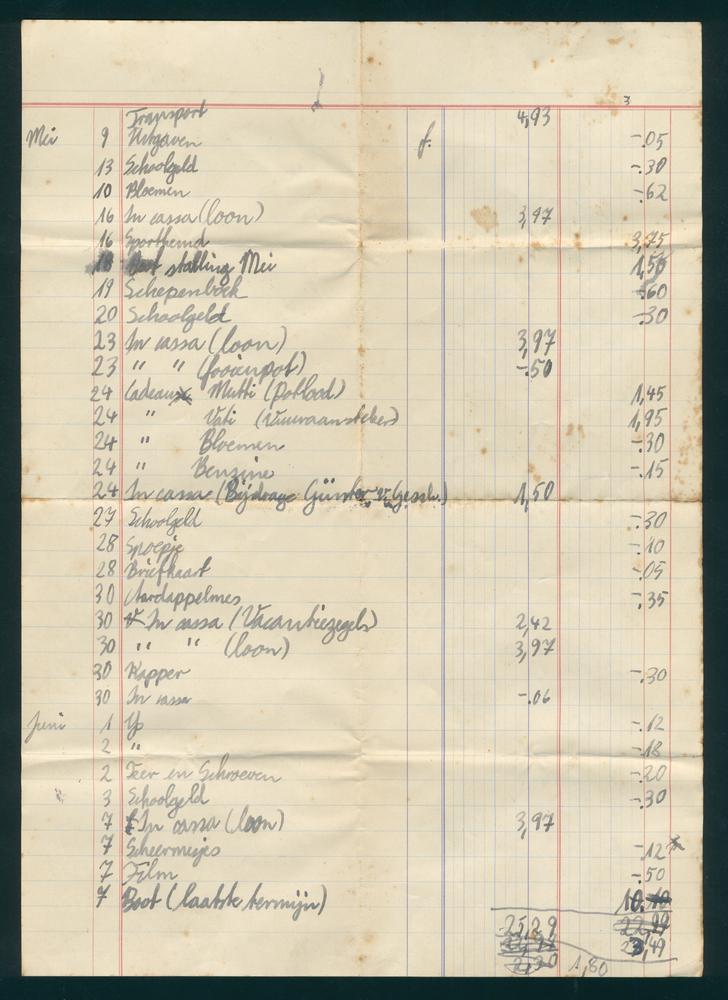 3
Transport 4,93
Mei 9 Uitgaven f. -.05
13 Schoolgeld -.30
10 Bloemen -.62
16 In cassa (loon) 3,97
16 Sporthemd 3,75
18 Boot stalling Mei 1,50
19 Schepenboek -.60
20 Schoolgeld -.30
23 In cassa (loon) 3,97
23 " " (fooienpot) -.50
24 Cadeau Mutti (Potlood) 1,45
24 " Vati (Vuuraansteker) 1,95
24 " Bloemen -.30
24 " Benzine -.15
24 In cassa (Bijdrage Günter 1,50
27 Schoolgeld -.30
28 Snoepje -.10
28 Briefkaart -.05
30 Aardappelmes -.35
30 In cassa (Vacantiezegels) 2,42
30 " " (loon) 3,97
30 Kapper -.30
30 In cassa -.06
Juni 1 IJs -.12
2 " -.18
2 Teer en Schroeven -.20
3 Schoolgeld -.30
7 In cassa (loon) 3,97
7 Scheermesjes -.12 x
7 Film -.50
7 Boot (laatste termijn) 10.
25,29
23,49
1,80